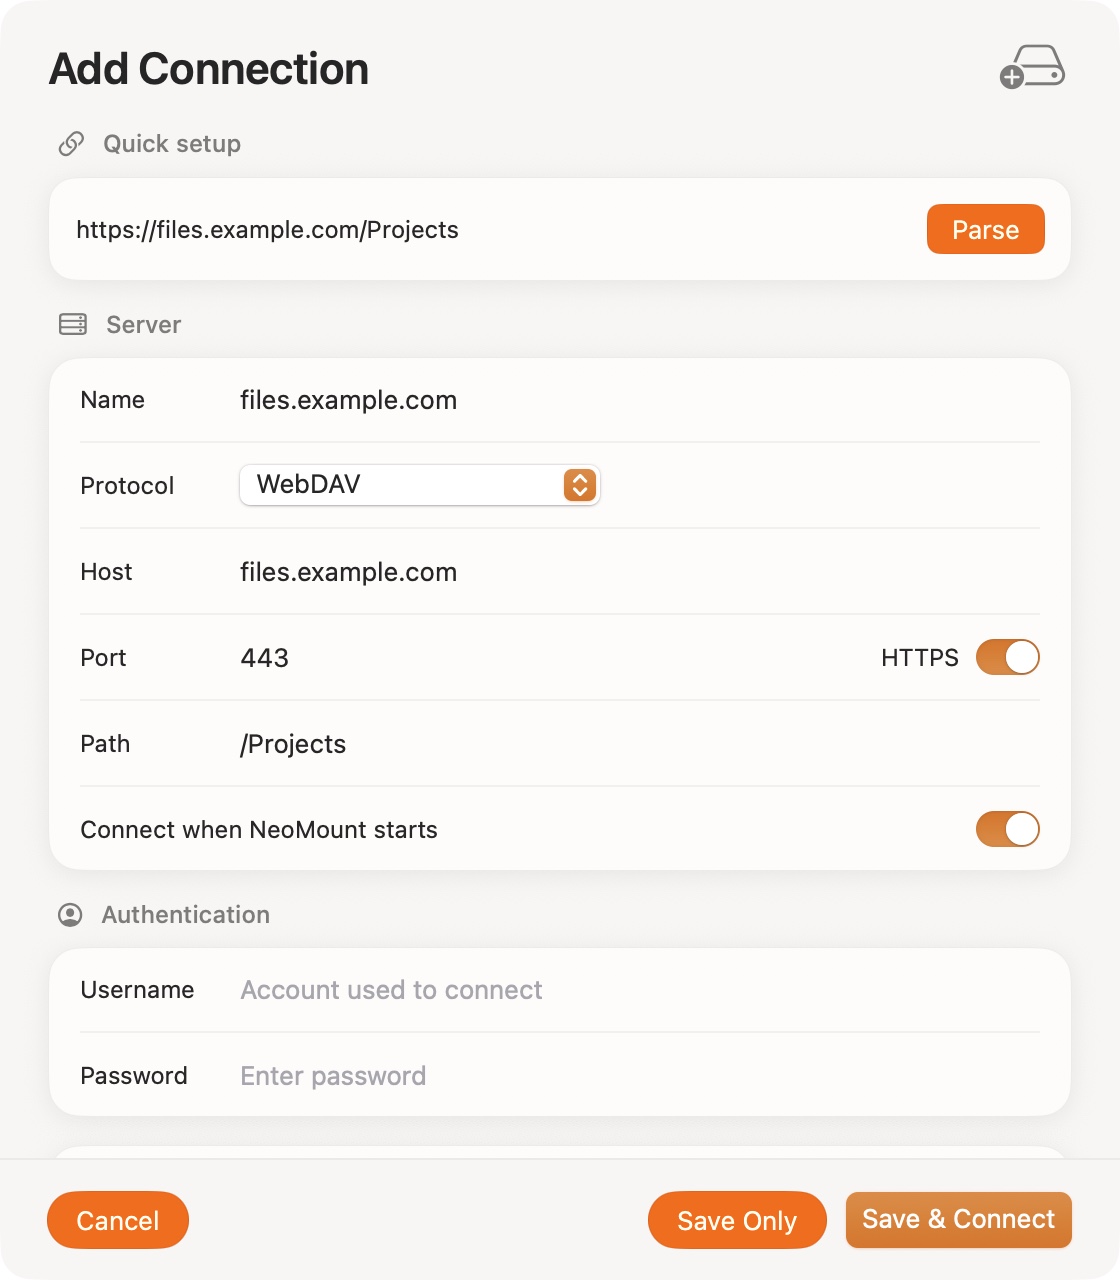 Add Connection
Quick setup
https://files.example.com/Projects
Parse
Server
Name files.example.com
Protocol WebDAV
Host files.example.com
Port 443 HTTPS
Path /Projects
Connect when NeoMount starts
Authentication
Username Account used to connect
Password Enter password
Cancel Save Only Save & Connect